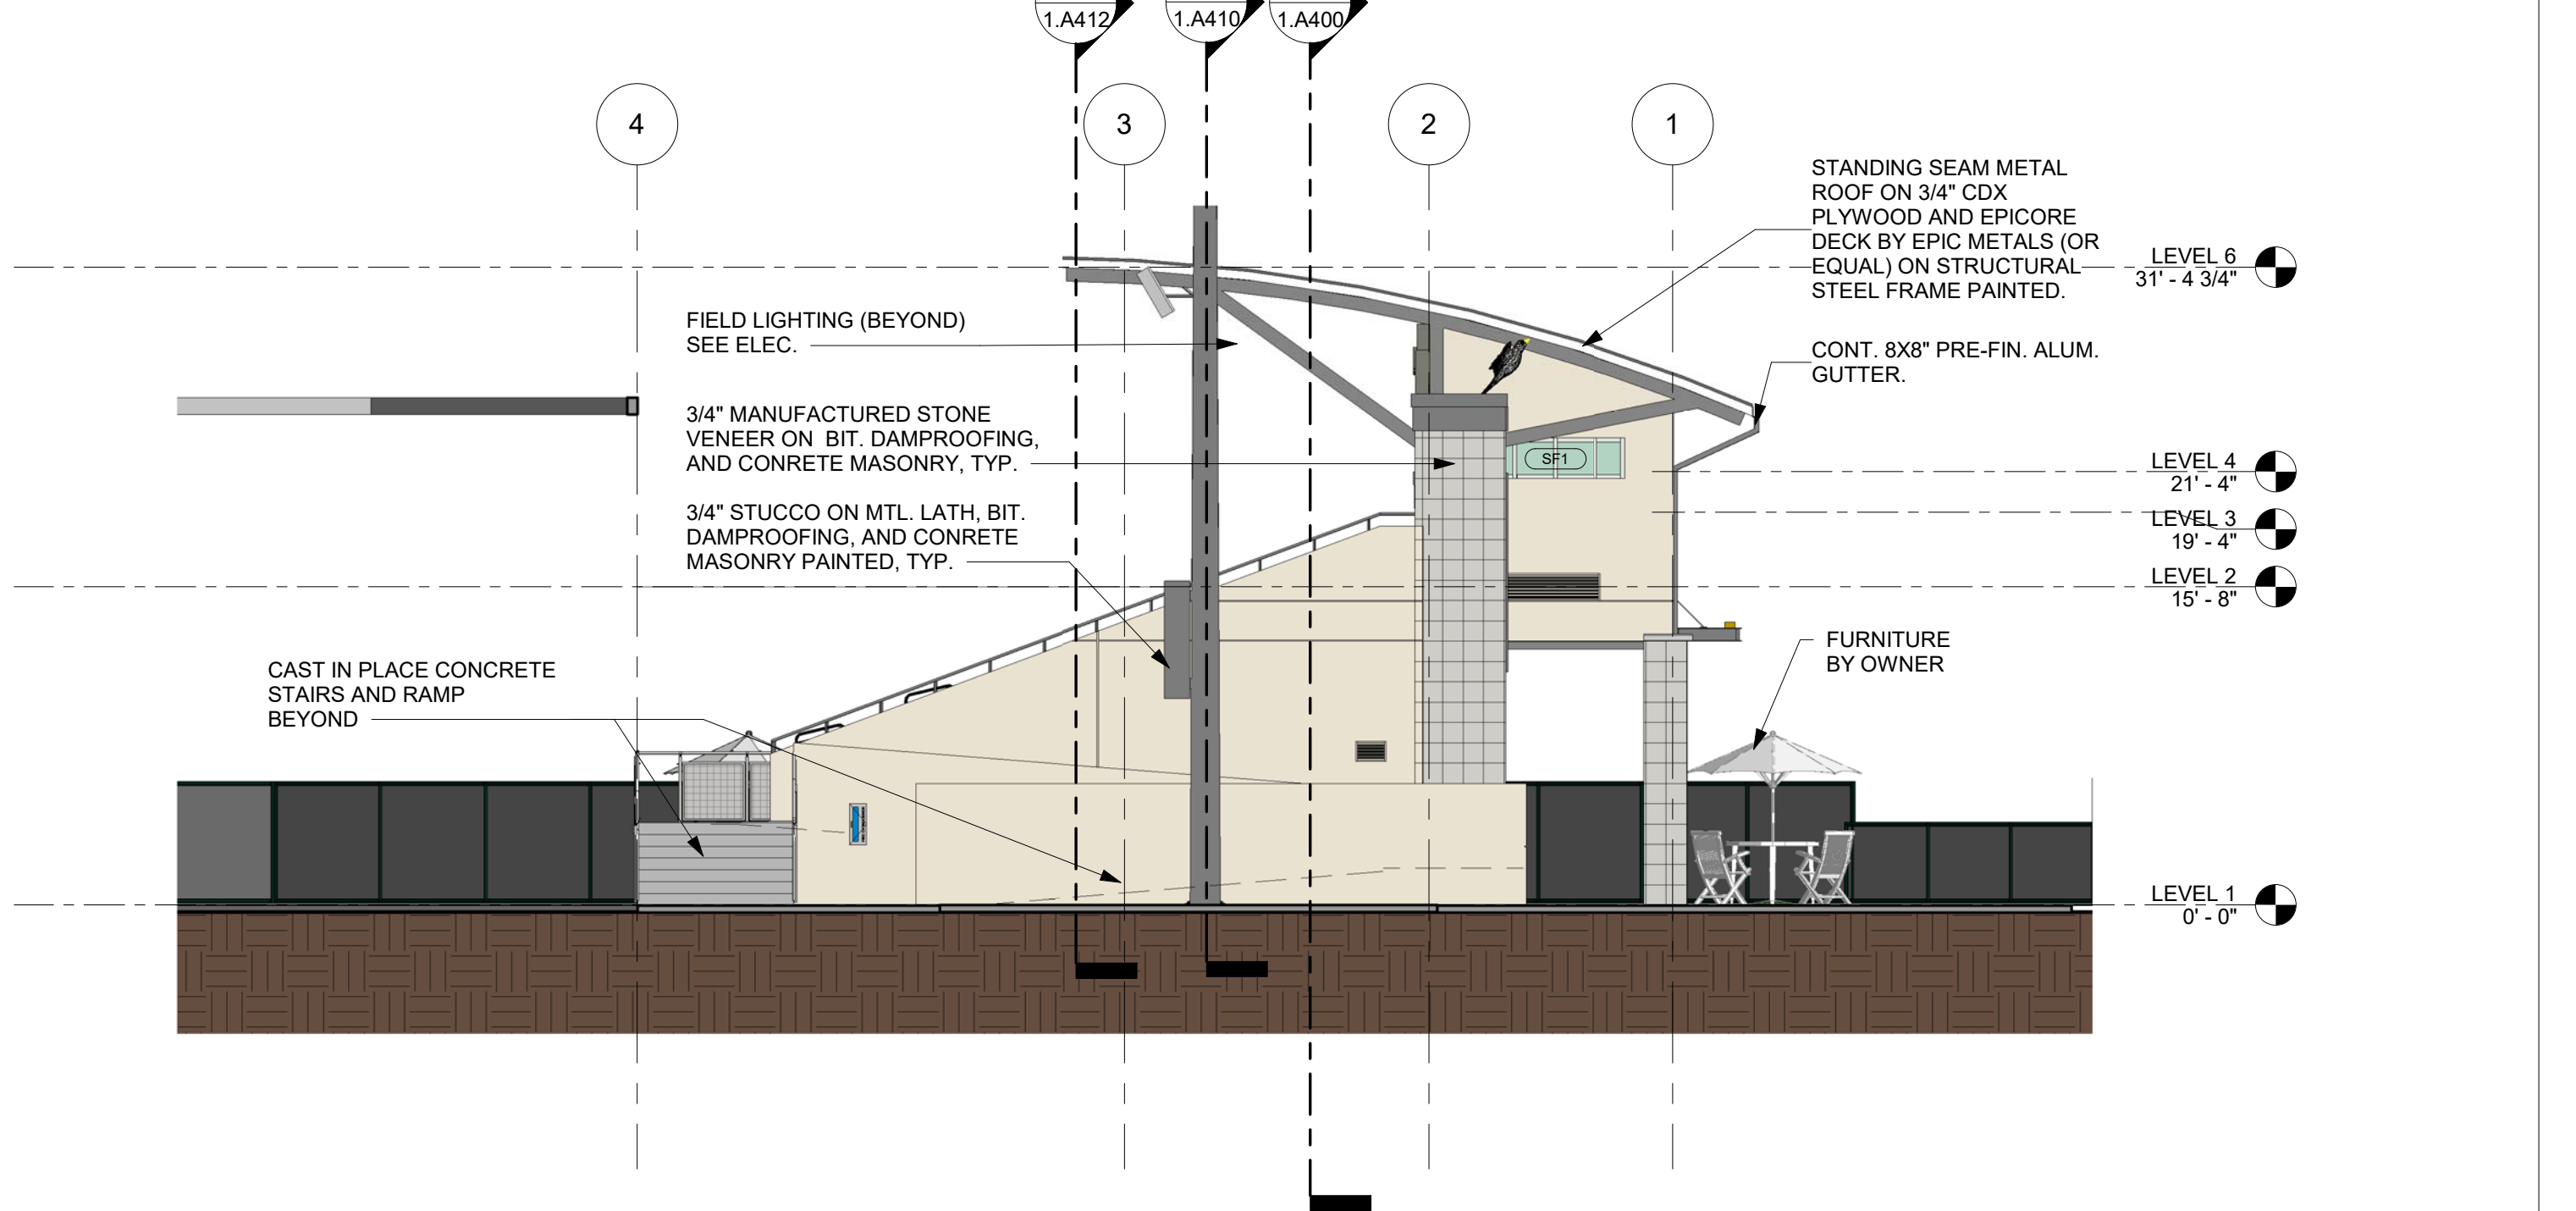 1.A412
1.A410
1.A400
4
3
2
1
STANDING SEAM METAL
ROOF ON 3/4" CDX
PLYWOOD AND EPICORE
DECK BY EPIC METALS (OR
EQUAL) ON STRUCTURAL
STEEL FRAME PAINTED.
LEVEL 6
31' - 4 3/4"
FIELD LIGHTING (BEYOND)
SEE ELEC.
CONT. 8X8" PRE-FIN. ALUM.
GUTTER.
3/4" MANUFACTURED STONE
VENEER ON BIT. DAMPROOFING,
AND CONRETE MASONRY, TYP.
SF1
LEVEL 4
21' - 4"
3/4" STUCCO ON MTL. LATH, BIT.
DAMPROOFING, AND CONRETE
MASONRY PAINTED, TYP.
LEVEL 3
19' - 4"
LEVEL 2
15' - 8"
CAST IN PLACE CONCRETE
STAIRS AND RAMP
BEYOND
FURNITURE
BY OWNER
LEVEL 1
0' - 0"